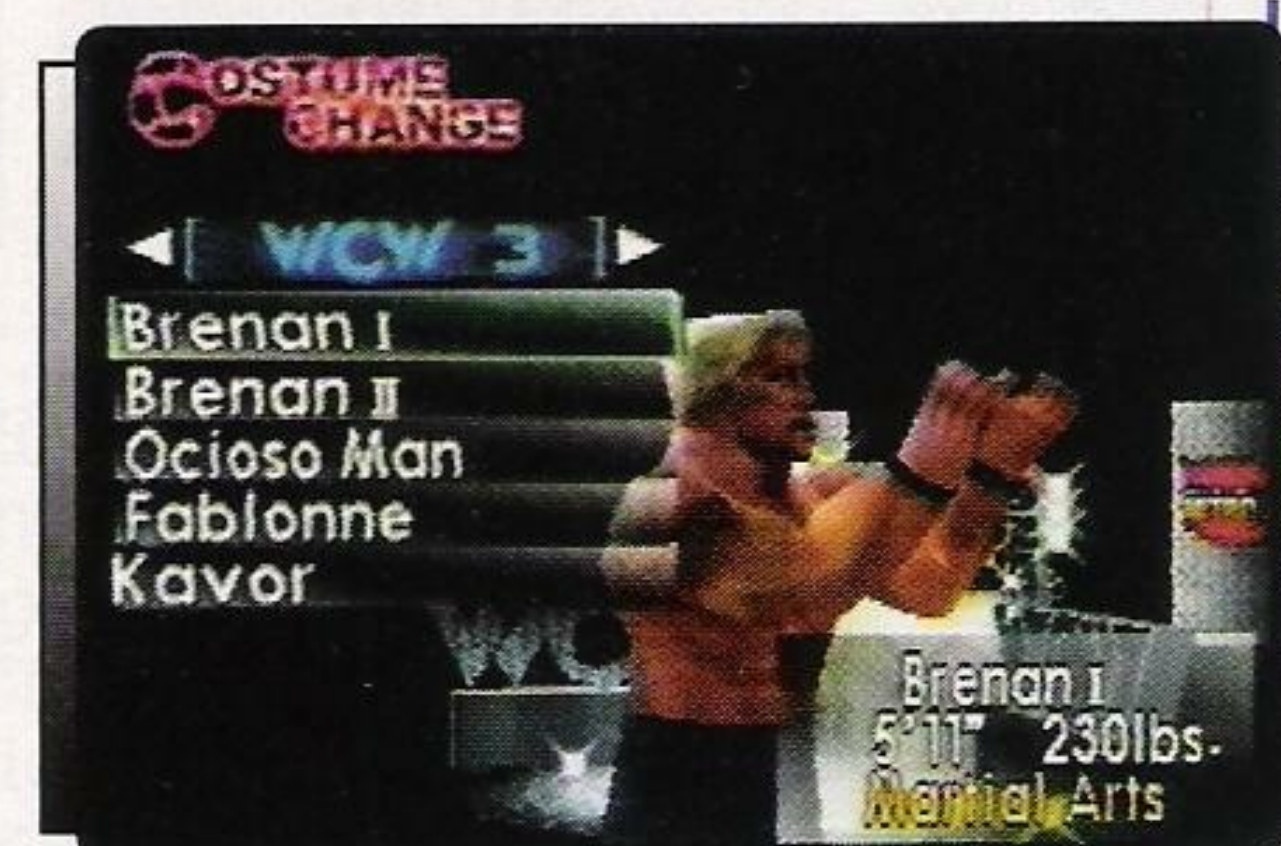 COSTUME
CHANGE
WCW 3
Brenan I
Brenan II
Ocioso Man
Fablonne
Kavor
Brenan I
5'11" 230lbs.
Martial Arts